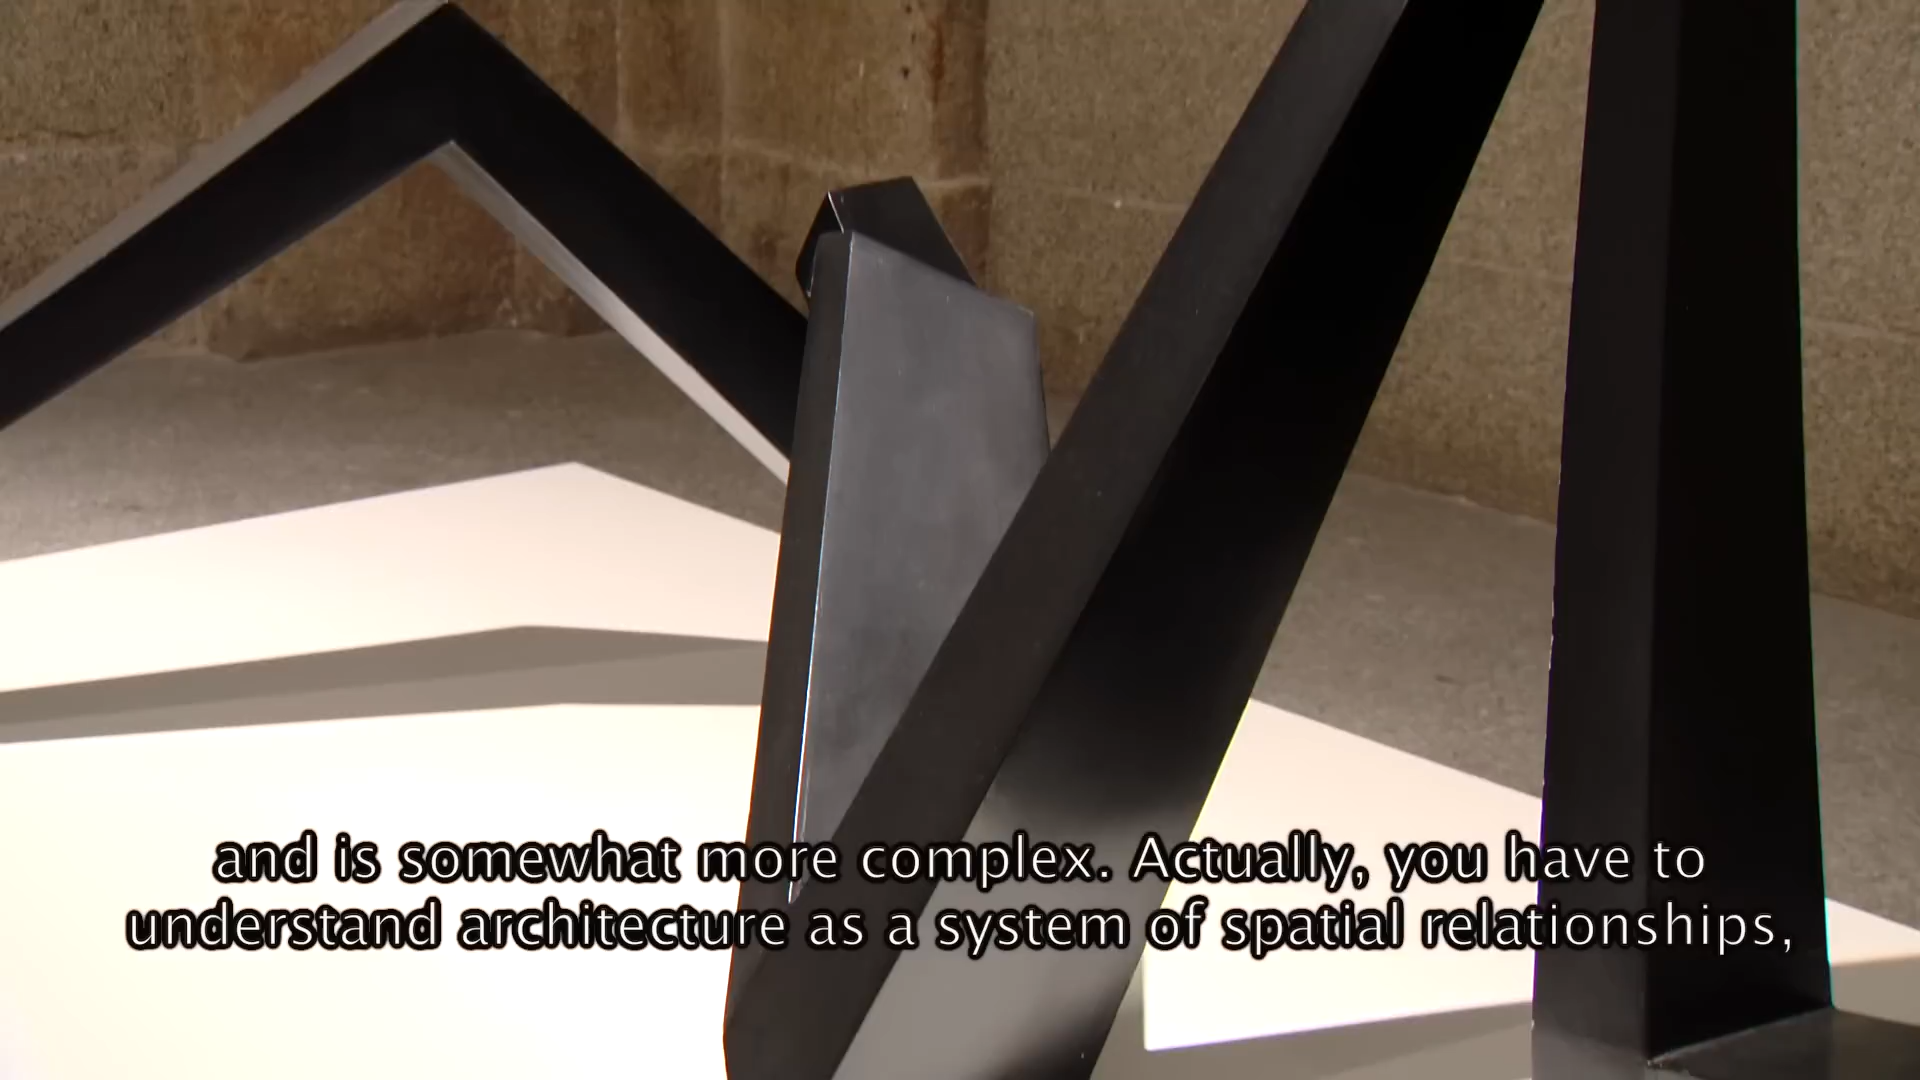 and is somewhat more complex. Actually, you have to
understand architecture as a system of spatial relationships,